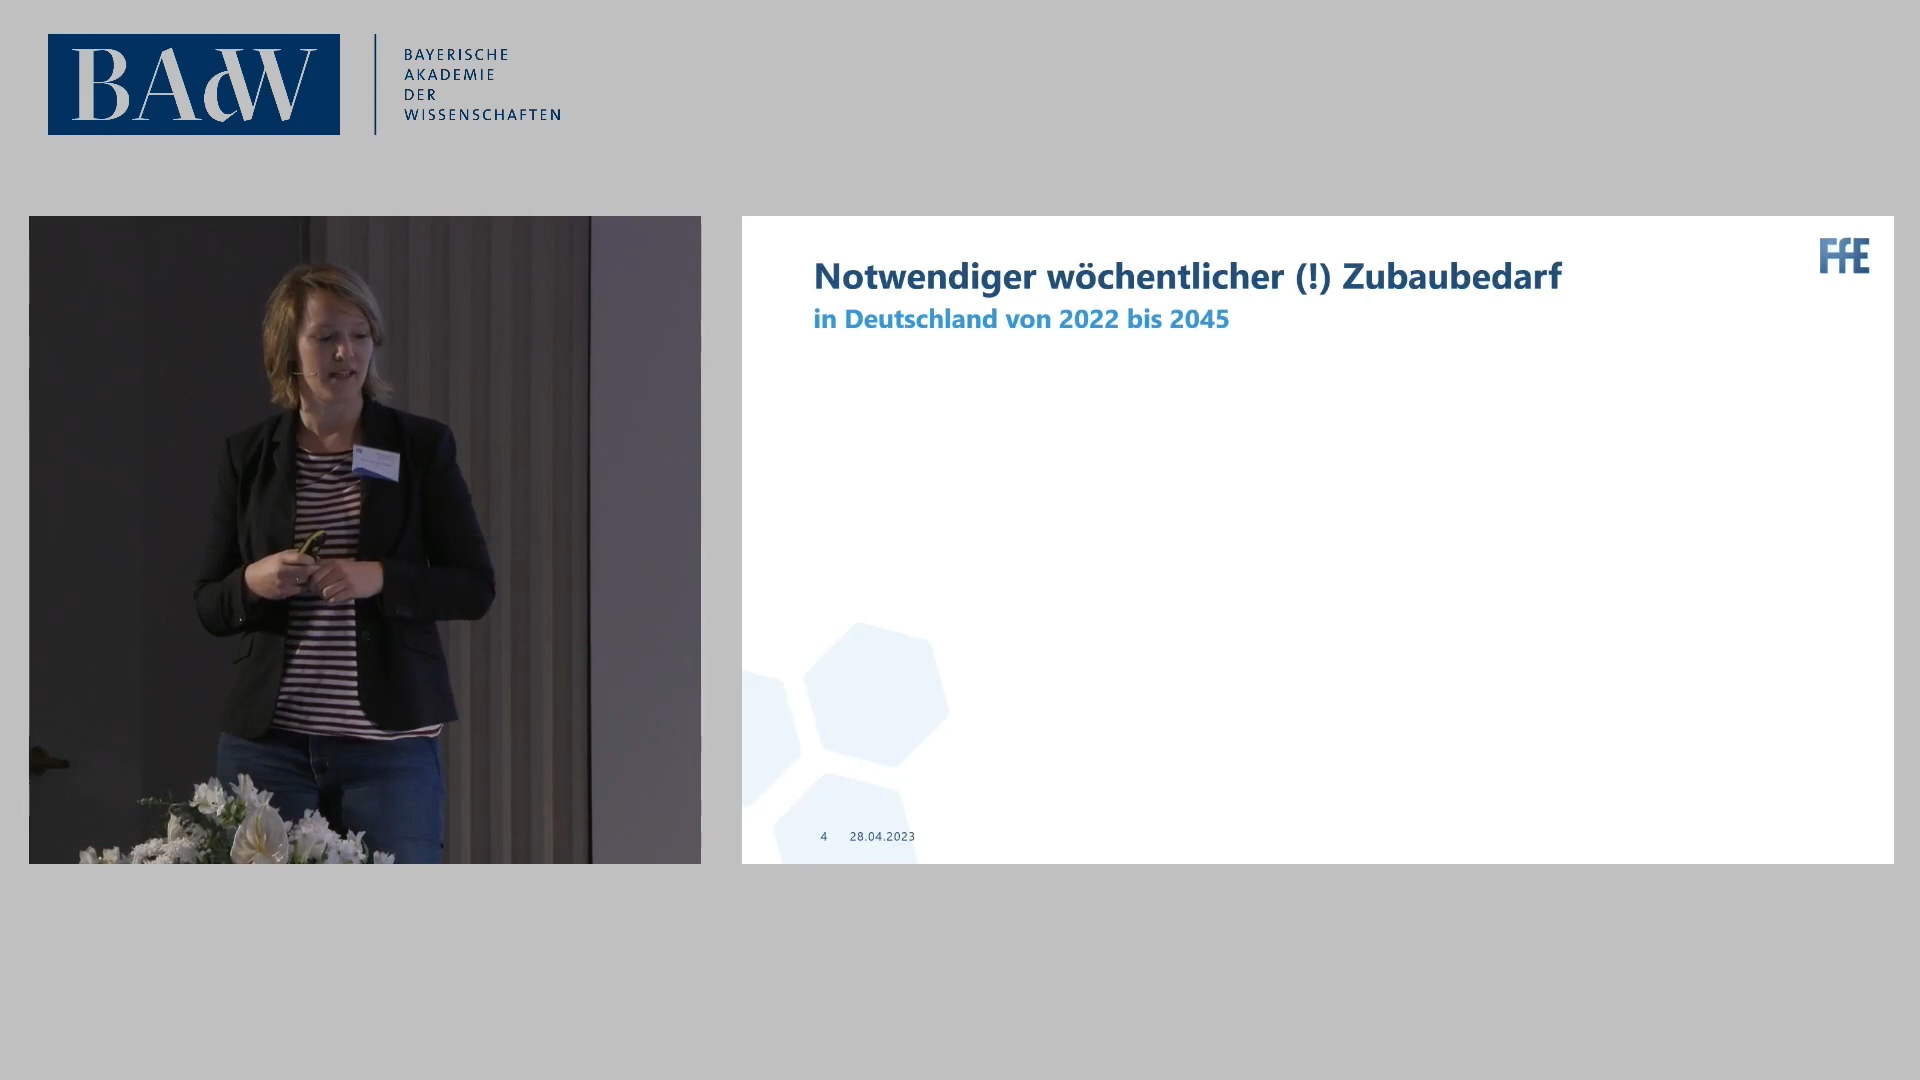 BAdW
BAYERISCHE
AKADEMIE
DER
WISSENSCHAFTEN
FfE
Notwendiger wöchentlicher (!) Zubaubedarf
in Deutschland von 2022 bis 2045
4 28.04.2023